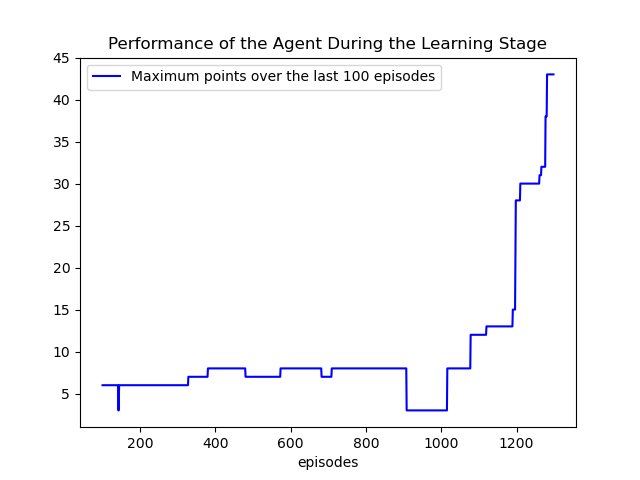 Performance of the Agent During the Learning Stage
Maximum points over the last 100 episodes
45
40
35
30
25
20
15
10
5
200 400 600 800 1000 1200
episodes